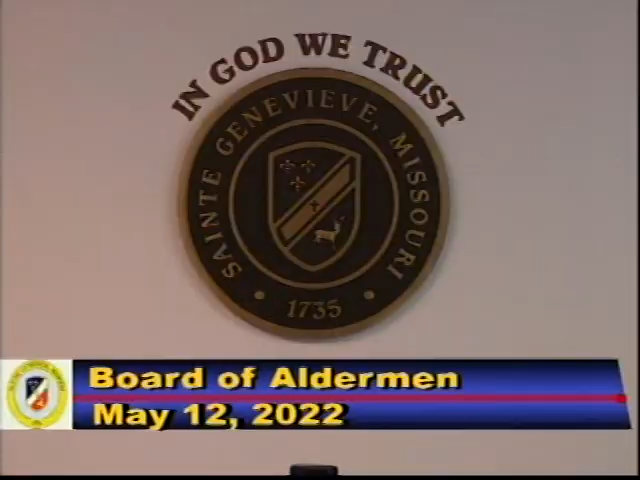 IN GOD WE TRUST
SAINTE GENEVIEVE, MISSOURI
1735
Board of Aldermen
May 12, 2022